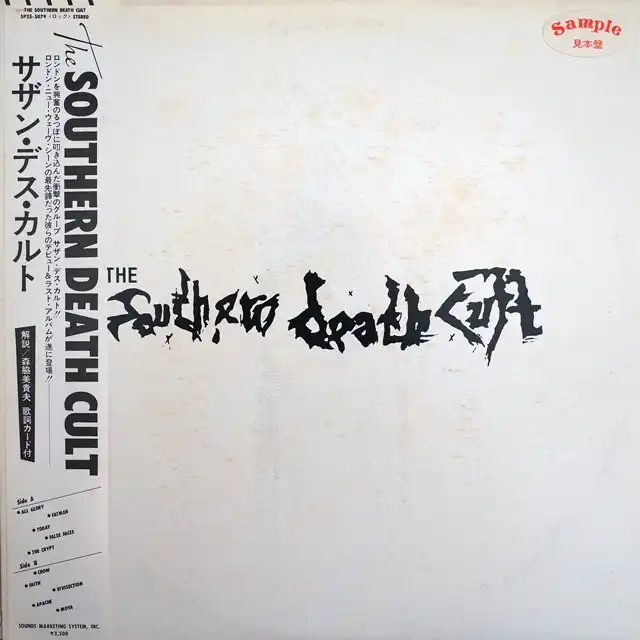 THE SOUTHERN DEATH CULT
SP25-5079 〈ロック〉 STEREO
The SOUTHERN DEATH CULT
ロンドンを興奮のるつぼに叩き込んだ衝撃のグループ サザン・デス・カルト!!
ロンドン・ニュー・ウェーヴ・シーンの最先鋒だった彼らのデビュー&ラスト・アルバムが遂に登場!!
サザン・デス・カルト
解説/森脇美貴夫 歌詞カード付
Side A
• ALL GLORY
• FATMAN
• TODAY
• FALSE FACES
• THE CRYPT
Side B
• CROW
• FAITH
• VIVISECTION
• APACHE
• MOYA
SOUNDS MARKETING SYSTEM, INC.
¥2,500
Sample
見本盤
THE Southern death Cult